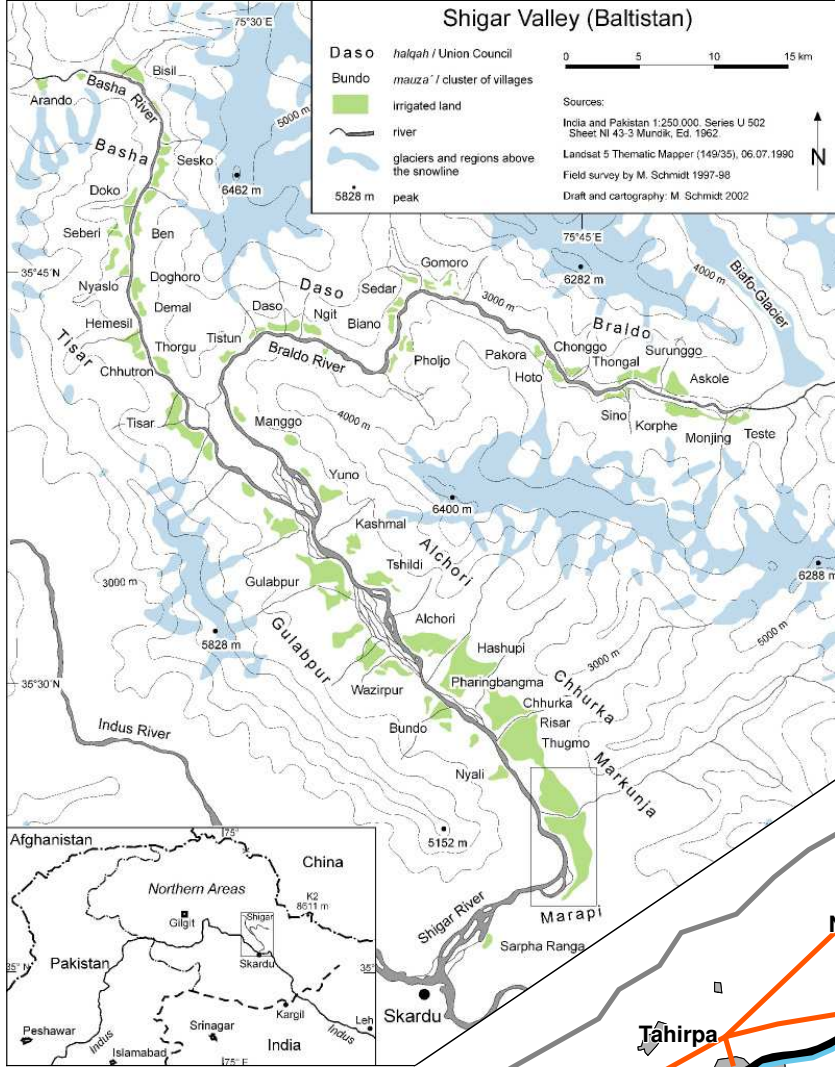 Shigar Valley (Baltistan)
Daso halqah / Union Council
Bundo mauza´ / cluster of villages
irrigated land
river
glaciers and regions above
the snowline
5828 m peak
0 5 10 15 km
Sources:
India and Pakistan 1:250.000. Series U 502
Sheet NI 43-3 Mundik, Ed. 1962.
Landsat 5 Thematic Mapper (149/35), 06.07.1990
Field survey by M. Schmidt 1997-98
Draft and cartography: M. Schmidt 2002
N
75°30' E
Bisil
Basha River
Arando
5000 m
Basha
Sesko
6462 m
Doko
Seberi
Ben
75°45' E
35°45' N
Gomoro
6282 m
4000 m
Biafo-Glacier
Nyaslo
Doghoro
Daso
Sedar
3000 m
Demal
Daso
Ngit
Biano
Braldo
Hemesil
Tistun
Tisar
Thorgu
Braldo River
Pholjo
Pakora
Chonggo
Surunggo
Thongal
Chhutron
Hoto
Askole
Sino
Korphe
Monjing
Teste
Tisar
Manggo
4000 m
Yuno
6400 m
Kashmal
Alchori
6288 m
3000 m
Tshildi
Gulabpur
Alchori
5828 m
Gulabpur
Hashupi
3000 m
5000 m
35°30' N
Pharingbangma
Wazirpur
Chhurka
Chhurka
Bundo
Risar
Indus River
Thugmo
Nyali
Markunja
5152 m
Marapi
Shigar River
Sarpha Ranga
Skardu
75°
Afghanistan
China
Northern Areas
K2
8611 m
Gilgit
Shigar
Pakistan
35° N
35°
Skardu
Kargil
Leh
Peshawar
Indus
Srinagar
Indus
Islamabad
75° E
India
N
Tahirpa